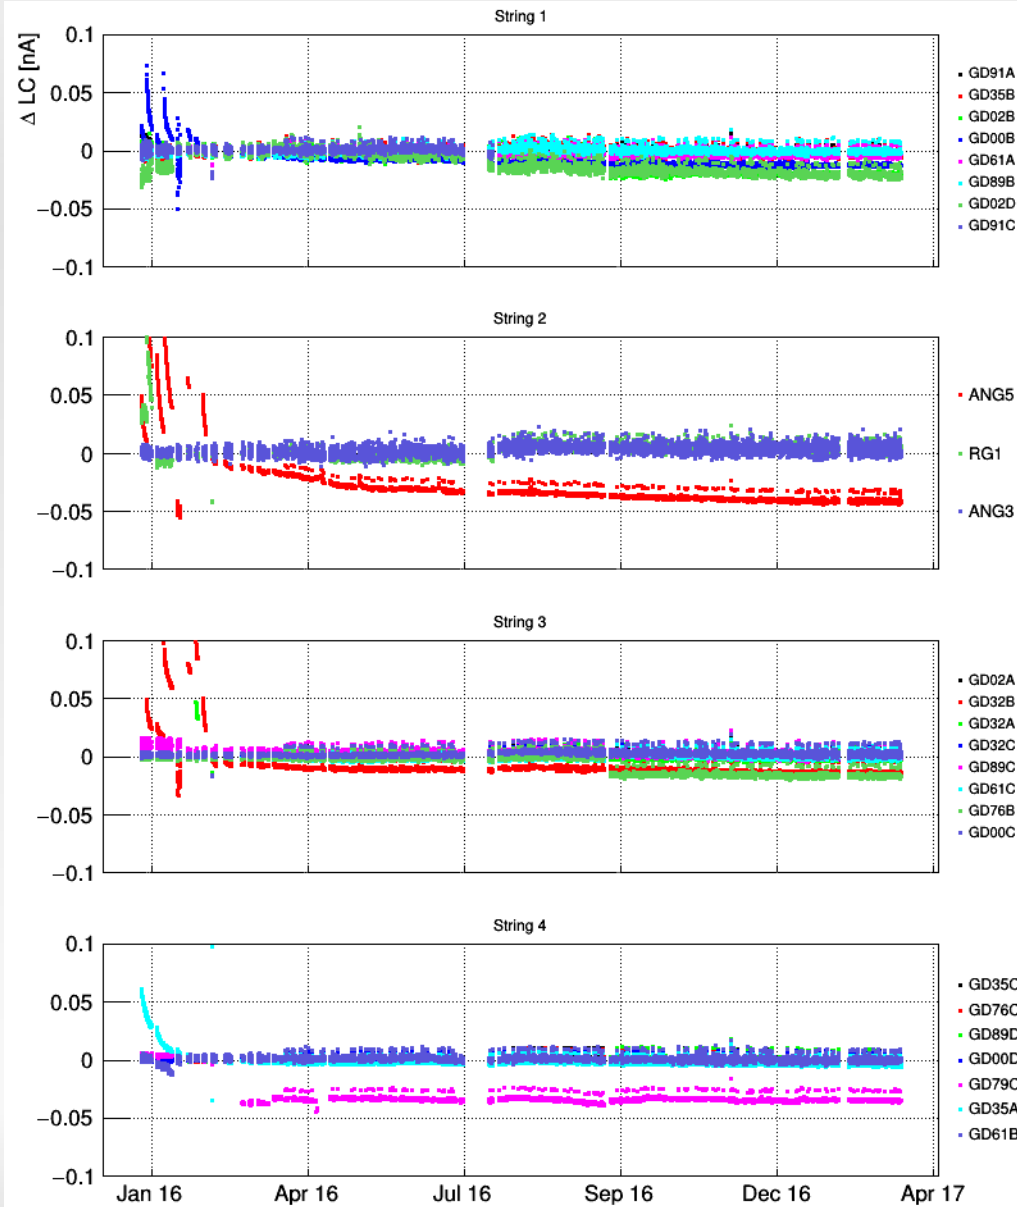 String 1
Δ LC [nA]
0.1
0.05
0
−0.05
−0.1
GD91A
GD35B
GD02B
GD00B
GD61A
GD89B
GD02D
GD91C
String 2
0.1
0.05
0
−0.05
−0.1
ANG5
RG1
ANG3
String 3
0.1
0.05
0
−0.05
−0.1
GD02A
GD32B
GD32A
GD32C
GD89C
GD61C
GD76B
GD00C
String 4
0.1
0.05
0
−0.05
−0.1
GD35C
GD76C
GD89D
GD00D
GD79C
GD35A
GD61B
Jan 16 Apr 16 Jul 16 Sep 16 Dec 16 Apr 17